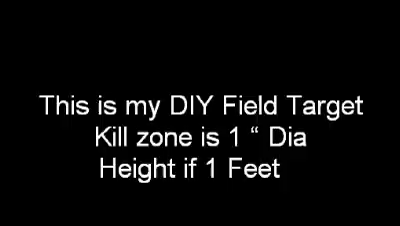 This is my DIY Field Target
Kill zone is 1 “ Dia
Height if 1 Feet